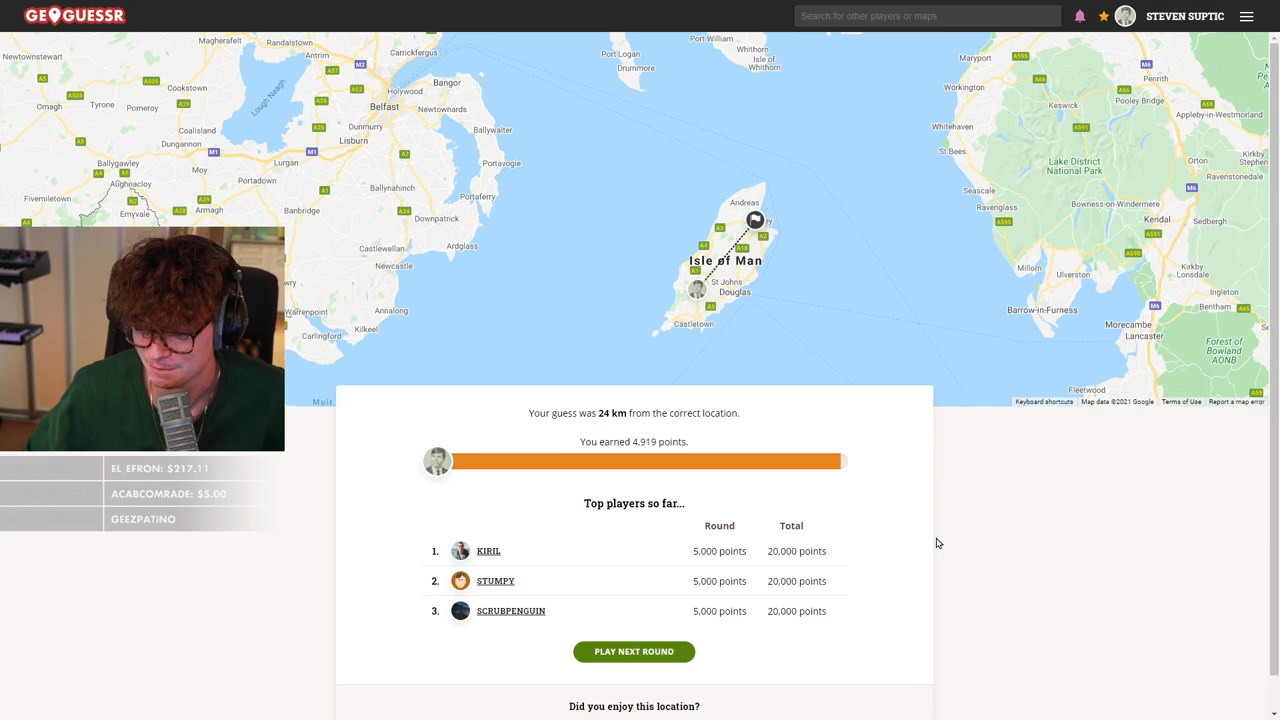 GEOGUESSR
Search for other players or maps
STEVEN SUPTIC
Newtownstewart
Magherafelt
Randalstown
Antrim
Carrickfergus
Port William
Port Logan
Drummore
Whithorn
Isle of Whithorn
Maryport
Penrith
Workington
Keswick
Pooley Bridge
Appleby-in-Westmorland
Omagh
Tyrone
Pomeroy
Cookstown
Lough Neagh
Belfast
Holywood
Bangor
Newtownards
Dunmurry
Lisburn
Ballywalter
Portavogie
Coalisland
Dungannon
Ballygawley
Moy
Lurgan
Portadown
Aughnacloy
Fivemiletown
Emyvale
Armagh
Banbridge
Ballynahinch
Portaferry
Downpatrick
Ardglass
Castlewellan
Newcastle
Annalong
Kilkeel
Warrenpoint
Carlingford
Whitehaven
St Bees
Lake District National Park
Orton
Kirkby Stephen
Ravenstonedale
Seascale
Ravenglass
Bowness-on-Windermere
Kendal
Sedbergh
Millom
Ulverston
Kirkby Lonsdale
Ingleton
Barrow-in-Furness
Morecambe
Lancaster
Bentham
Forest of Bowland AONB
Fleetwood
Andreas
Isle of Man
St Johns
Douglas
Castletown
Muir
Keyboard shortcuts
Map data ©2021 Google
Terms of Use
Report a map error
EL EFRON: $217.11
ACABCOMRADE: $5.00
GEEZPATINO
Your guess was 24 km from the correct location.
You earned 4,919 points.
Top players so far...
Round Total
1. KIRIL 5,000 points 20,000 points
2. STUMPY 5,000 points 20,000 points
3. SCRUBPENGUIN 5,000 points 20,000 points
PLAY NEXT ROUND
Did you enjoy this location?